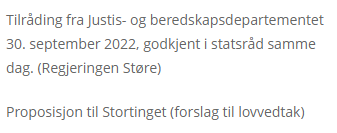 Tilråding fra Justis- og beredskapsdepartementet
30. september 2022, godkjent i statsråd samme
dag. (Regjeringen Støre)
Proposisjon til Stortinget (forslag til lovvedtak)